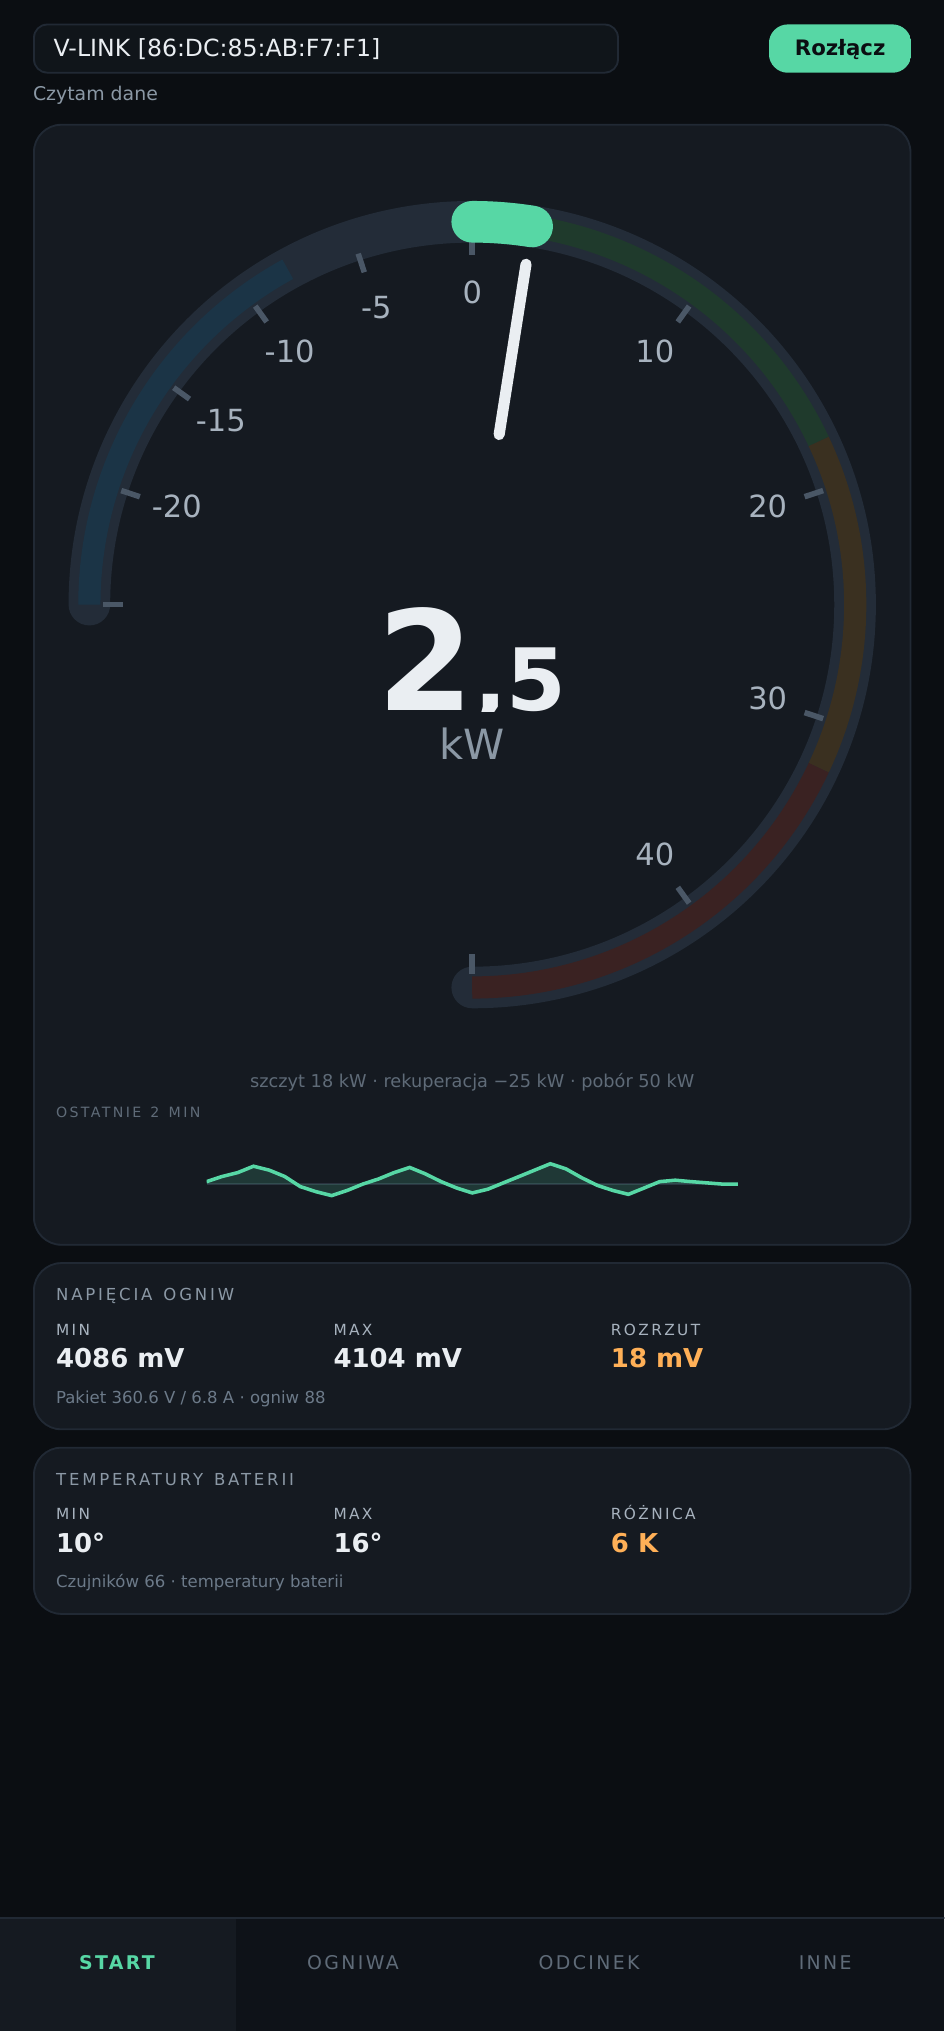 V-LINK [86:DC:85:AB:F7:F1]
Rozłącz
Czytam dane
0
-5
-10
10
-15
-20
20
2,5
kW
30
40
szczyt 18 kW · rekuperacja −25 kW · pobór 50 kW
OSTATNIE 2 MIN
NAPIĘCIA OGNIW
MIN MAX ROZRZUT
4086 mV 4104 mV 18 mV
Pakiet 360.6 V / 6.8 A · ogniw 88
TEMPERATURY BATERII
MIN MAX RÓŻNICA
10° 16° 6 K
Czujników 66 · temperatury baterii
START OGNIWA ODCINEK INNE